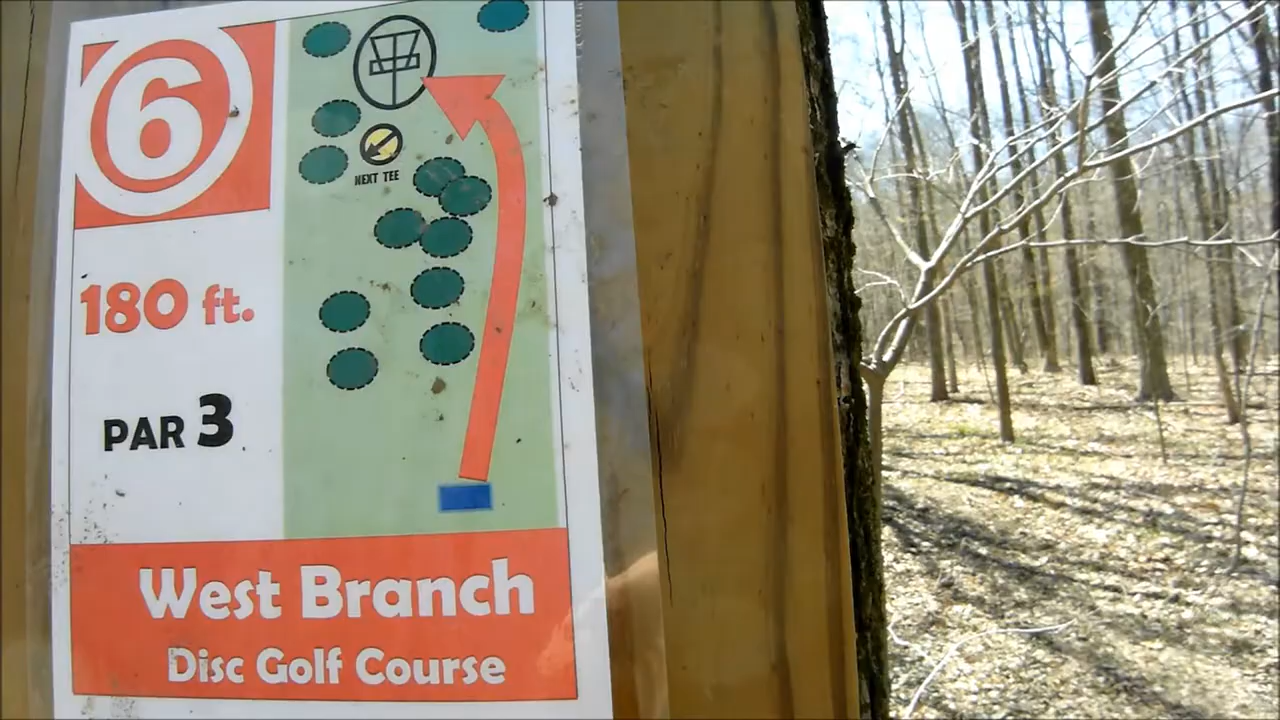 6
NEXT TEE
180 ft.
PAR 3
West Branch
Disc Golf Course